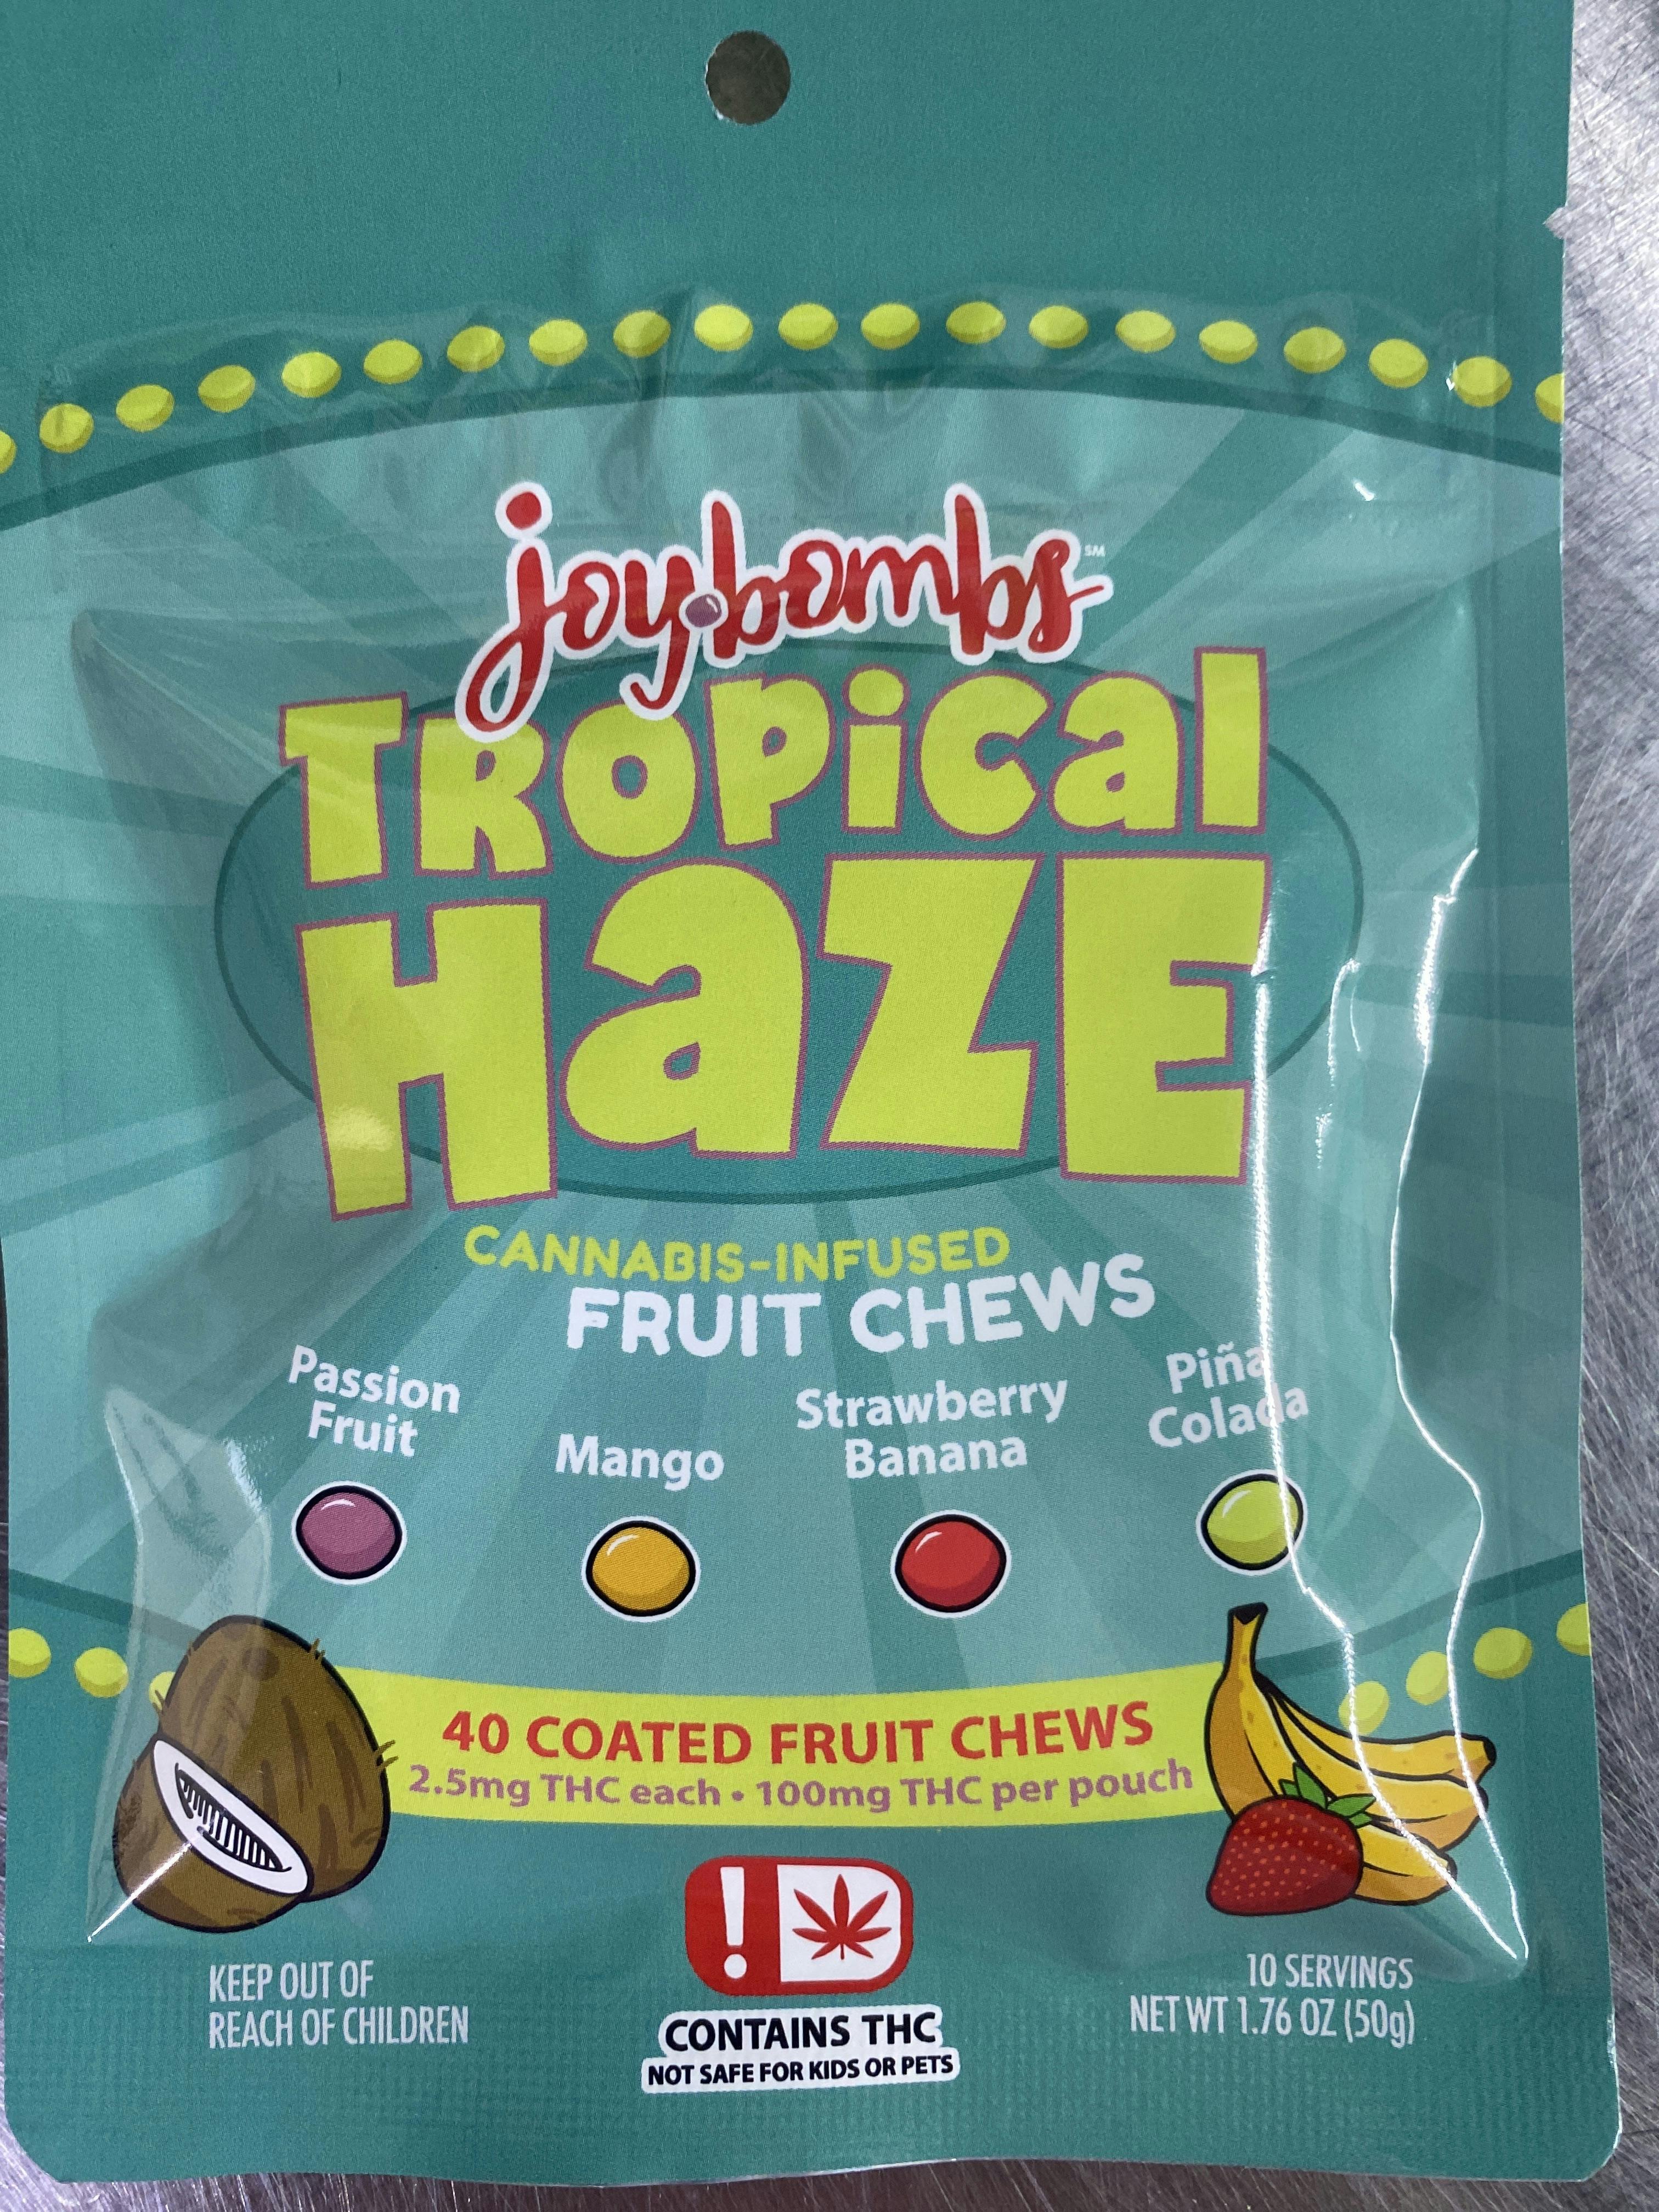 joy•bombs℠
TROPiCal
HaZE
CANNABIS-INFUSED
FRUIT CHEWS
Passion
Fruit
Mango
Strawberry
Banana
Piña
Colada
40 COATED FRUIT CHEWS
2.5mg THC each • 100mg THC per pouch
!
KEEP OUT OF
REACH OF CHILDREN
CONTAINS THC
NOT SAFE FOR KIDS OR PETS
10 SERVINGS
NET WT 1.76 OZ (50g)